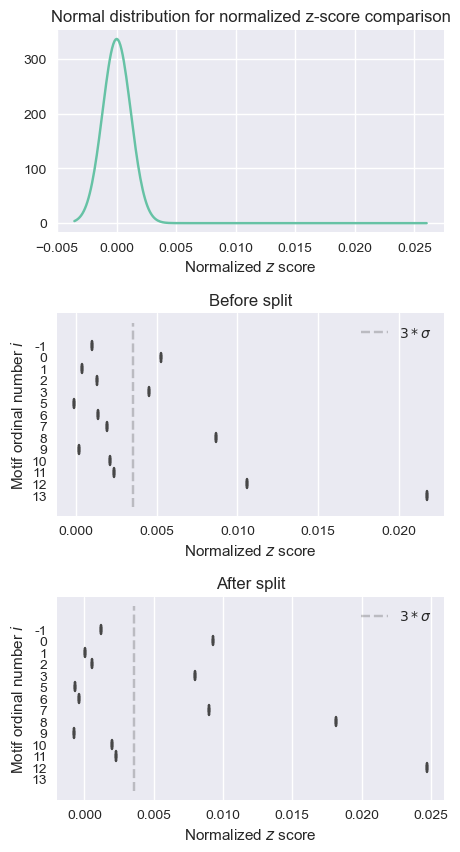 Normal distribution for normalized z-score comparison
300
200
100
0
−0.005 0.000 0.005 0.010 0.015 0.020 0.025
Normalized z score
Before split
3 * σ
Motif ordinal number i
-1
0
1
2
3
5
6
7
8
9
10
11
12
13
0.000 0.005 0.010 0.015 0.020
Normalized z score
After split
3 * σ
Motif ordinal number i
-1
0
1
2
3
5
6
7
8
9
10
11
12
13
0.000 0.005 0.010 0.015 0.020 0.025
Normalized z score